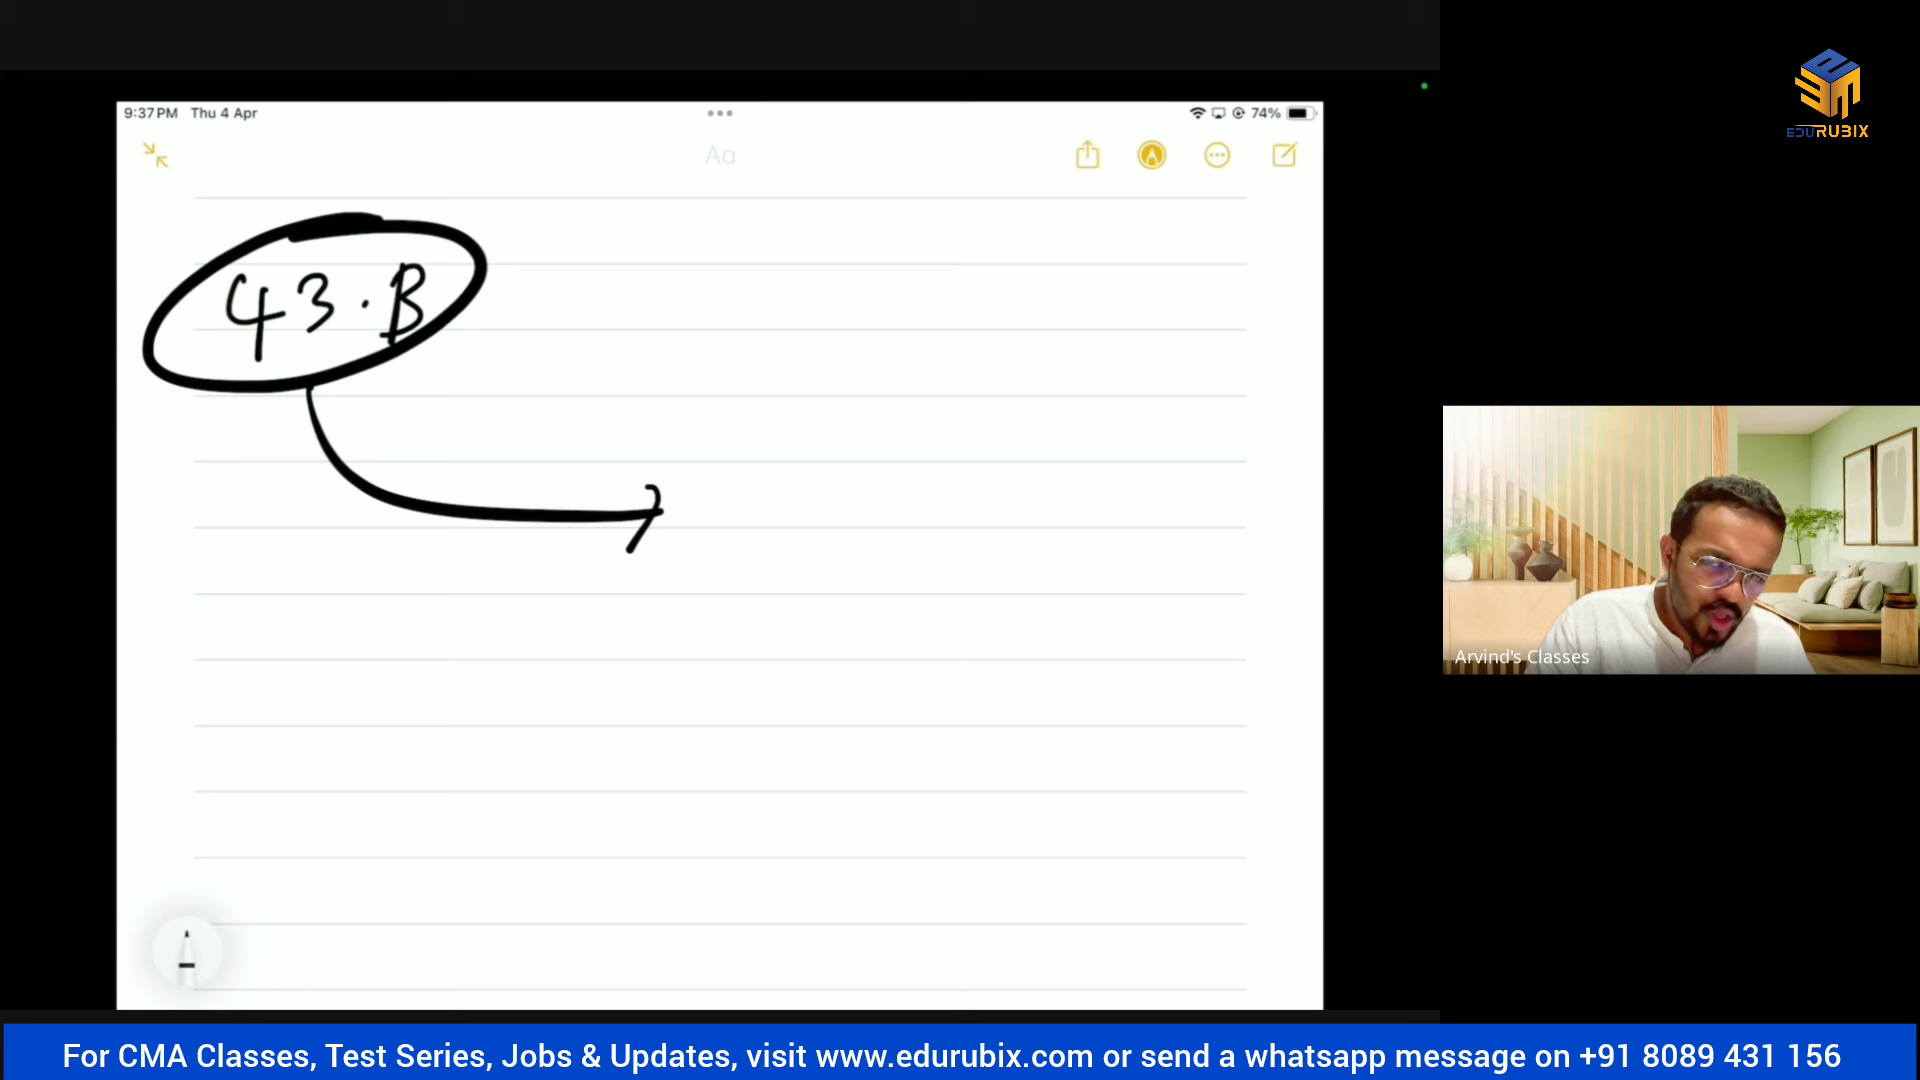 9:37 PM Thu 4 Apr
74%
Aa
43.B
EDURUBIX
Arvind's Classes
For CMA Classes, Test Series, Jobs & Updates, visit www.edurubix.com or send a whatsapp message on +91 8089 431 156